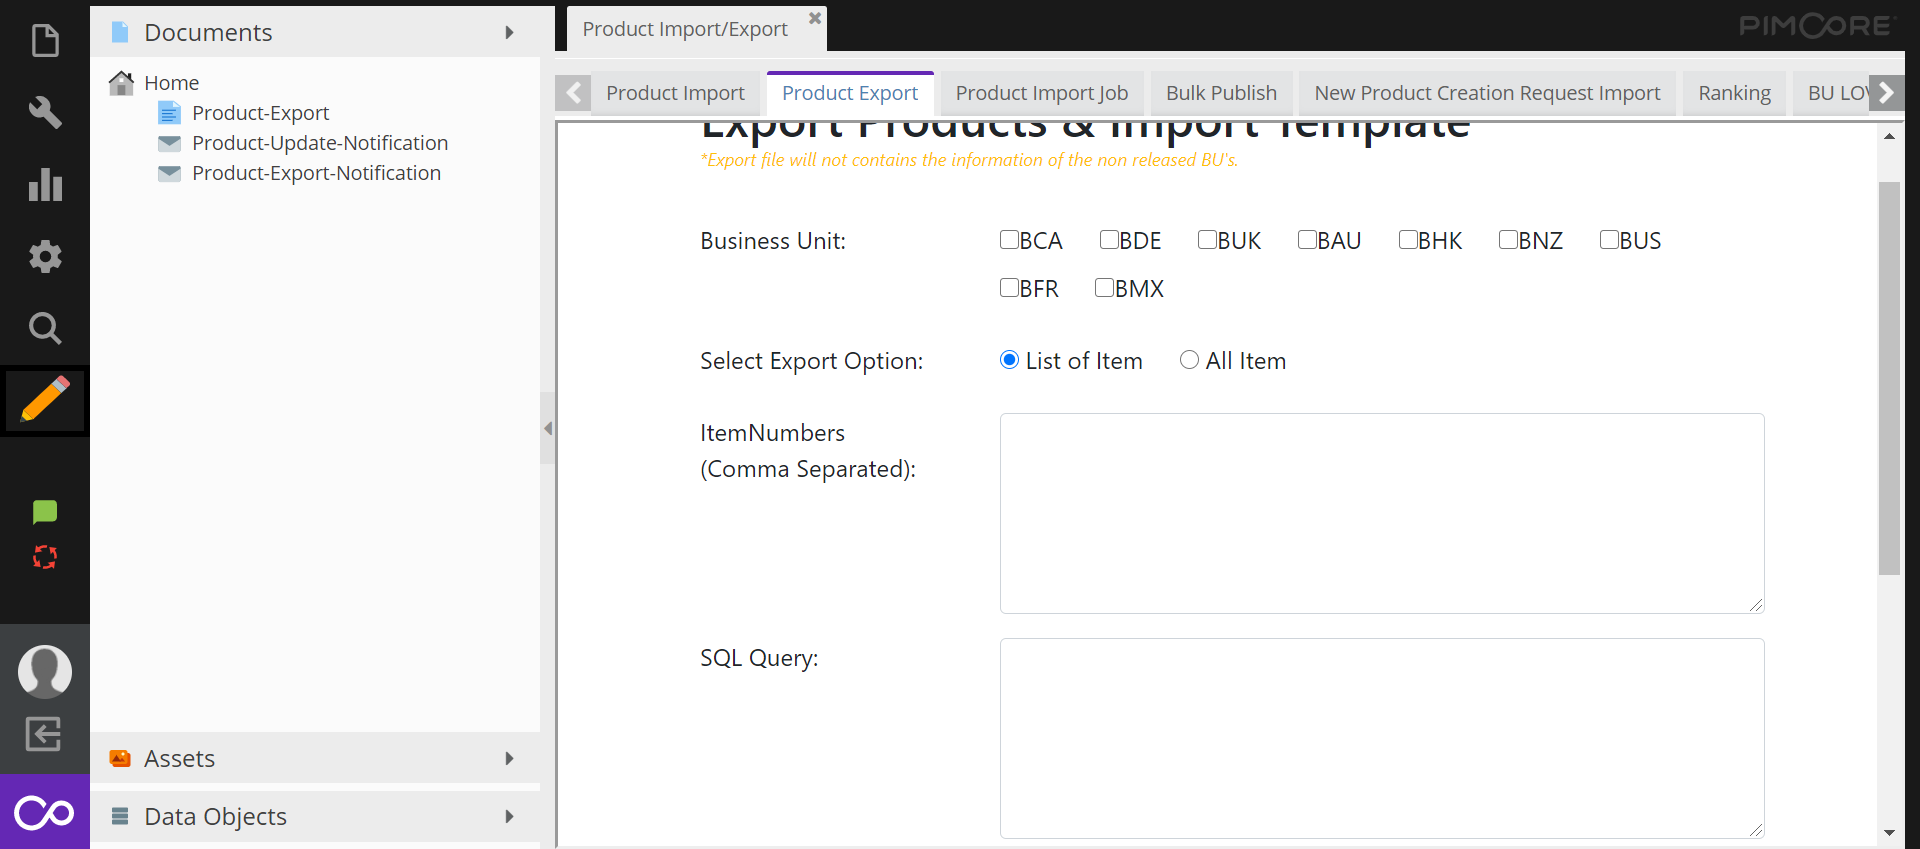 Documents
Home
Product-Export
Product-Update-Notification
Product-Export-Notification
Assets
Data Objects
Product Import/Export
PIMCORE
Product Import
Product Export
Product Import Job
Bulk Publish
New Product Creation Request Import
Ranking
BU LOV
Export Products & Import Template
*Export file will not contains the information of the non released BU's.
Business Unit:
BCA BDE BUK BAU BHK BNZ BUS
BFR BMX
Select Export Option:
List of Item All Item
ItemNumbers
(Comma Separated):
SQL Query: